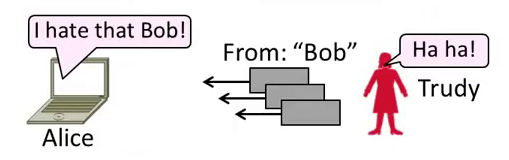 I hate that Bob!
Alice
From: "Bob"
Ha ha!
Trudy